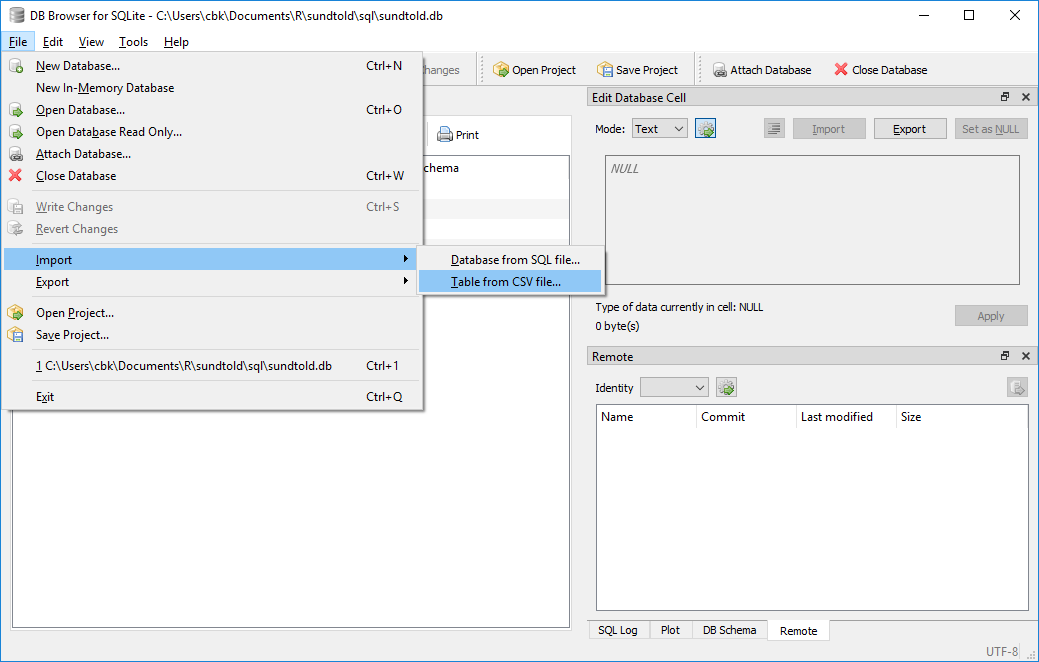 DB Browser for SQLite - C:\Users\cbk\Documents\R\sundtold\sql\sundtold.db
File Edit View Tools Help
New Database... Ctrl+N
New In-Memory Database
Open Database... Ctrl+O
Open Database Read Only...
Attach Database...
Close Database Ctrl+W
Write Changes Ctrl+S
Revert Changes
Import
Export
Open Project...
Save Project...
1 C:\Users\cbk\Documents\R\sundtold\sql\sundtold.db Ctrl+1
Exit Ctrl+Q
Database from SQL file...
Table from CSV file...
hanges Open Project Save Project Attach Database Close Database
Print
chema
Edit Database Cell
Mode: Text Import Export Set as NULL
NULL
Type of data currently in cell: NULL
0 byte(s)
Apply
Remote
Identity
Name Commit Last modified Size
SQL Log Plot DB Schema Remote
UTF-8